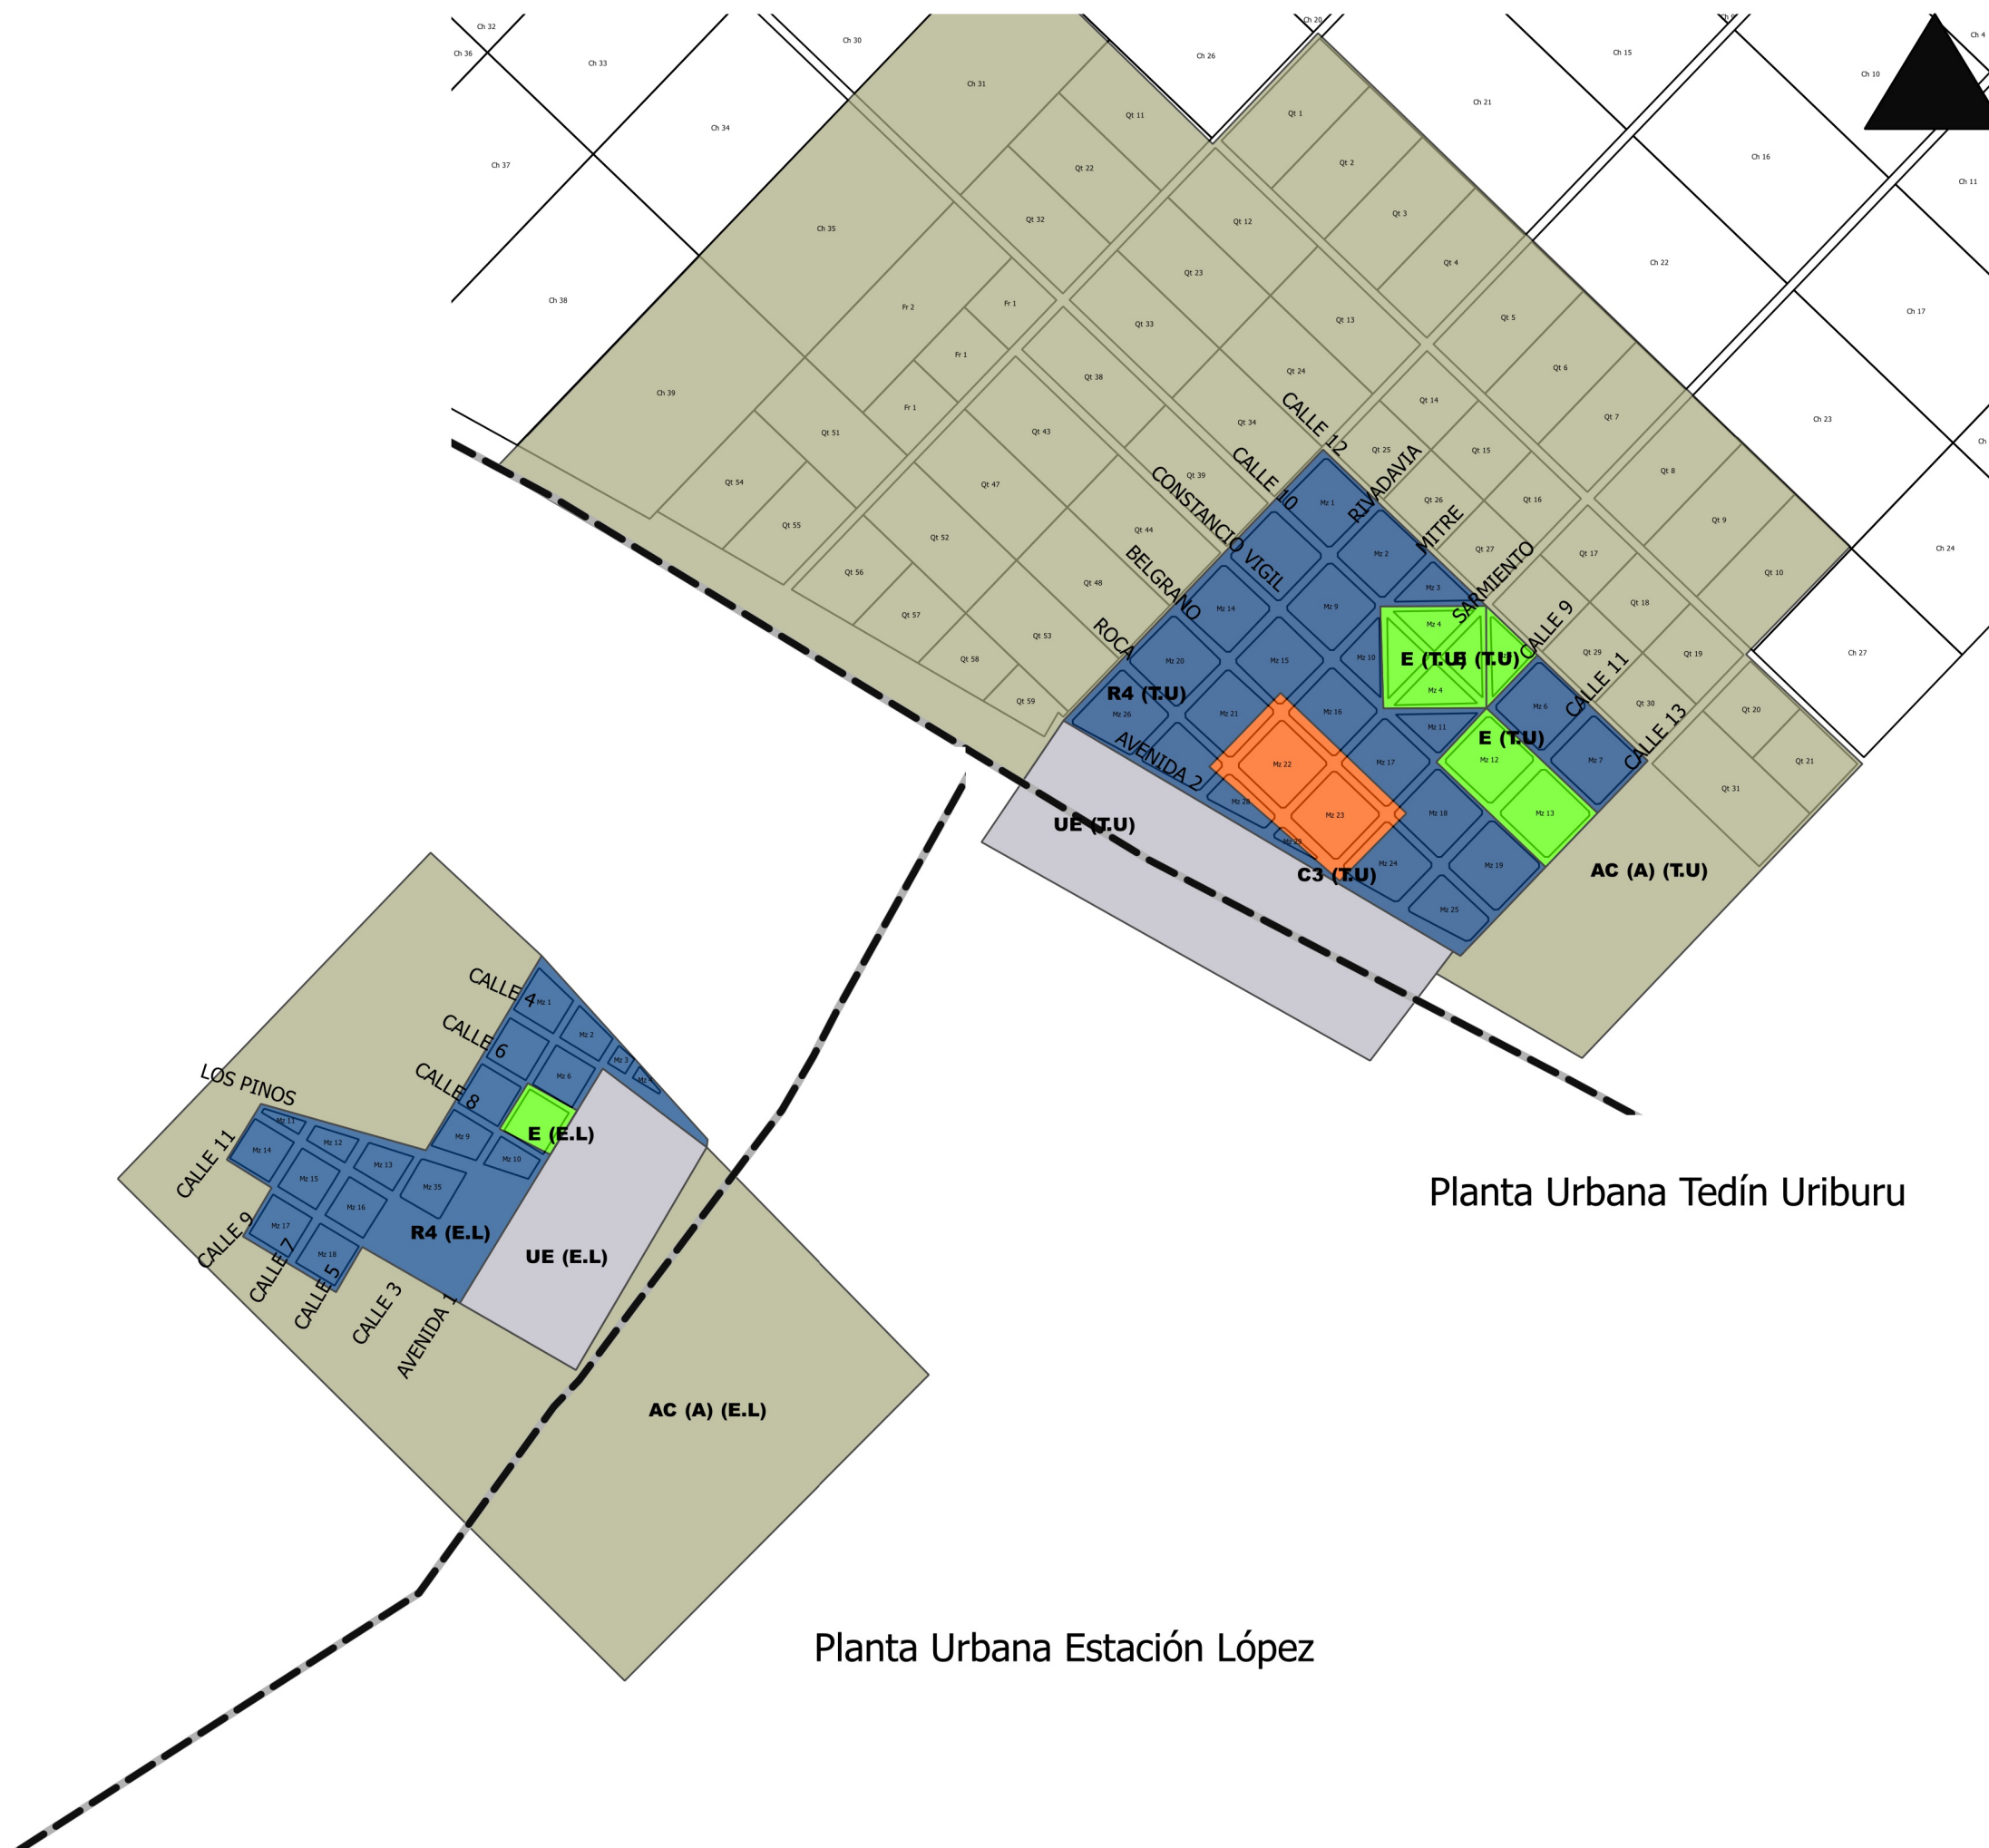 Ch 32
Ch 36
Ch 33
Ch 30
Ch 31
Ch 26
Ch 20
Ch 15
Ch 9
Ch 4
Ch 10
Ch 21
Ch 34
Ch 37
Ch 16
Ch 11
Qt 11
Qt 1
Qt 2
Qt 22
Qt 3
Qt 32
Qt 12
Ch 35
Qt 4
Ch 22
Qt 23
Ch 38
Fr 2
Fr 1
Qt 33
Qt 13
Qt 5
Ch 17
Fr 1
Qt 38
Qt 24
Qt 6
Ch 39
Fr 1
Qt 14
Qt 7
Ch 23
Qt 51
Qt 43
Qt 34
CALLE 12
Qt 25
Qt 15
Ch
Qt 54
Qt 47
Qt 39
CALLE 10
RIVADAVIA
Qt 8
Qt 55
CONSTANCIO VIGIL
Mz 1
Qt 26
Qt 16
Qt 9
Qt 52
Qt 44
MITRE
Mz 2
Qt 27
Qt 17
Ch 24
Qt 56
Qt 48
BELGRANO
Mz 3
SARMIENTO
Qt 10
Qt 57
Mz 14
Mz 9
Qt 18
Qt 53
ROCA
Mz 4
CALLE 9
Qt 58
Mz 20
Mz 15
Mz 10
E (T.U)
E (T.U)
Qt 29
Qt 19
Ch 27
R4 (T.U)
Mz 4
CALLE 11
Qt 59
Mz 26
Mz 21
Mz 16
Mz 6
Qt 30
Qt 20
Mz 11
E (T.U)
CALLE 13
AVENIDA 2
Mz 22
Mz 17
Mz 12
Mz 7
Qt 21
Qt 31
Mz 28
Mz 23
Mz 18
Mz 13
UE (T.U)
Mz 29
C3 (T.U)
Mz 24
Mz 19
AC (A) (T.U)
Mz 25
CALLE 4
Mz 1
CALLE 6
Mz 2
Mz 3
Mz 4
CALLE 8
Mz 6
LOS PINOS
Mz 11
Mz 12
Mz 9
E (E.L)
CALLE 11
Mz 14
Mz 13
Mz 10
Mz 15
Mz 35
Mz 16
CALLE 9
Mz 17
R4 (E.L)
CALLE 7
Mz 18
UE (E.L)
CALLE 5
CALLE 3
AVENIDA 1
AC (A) (E.L)
Planta Urbana Tedín Uriburu
Planta Urbana Estación López